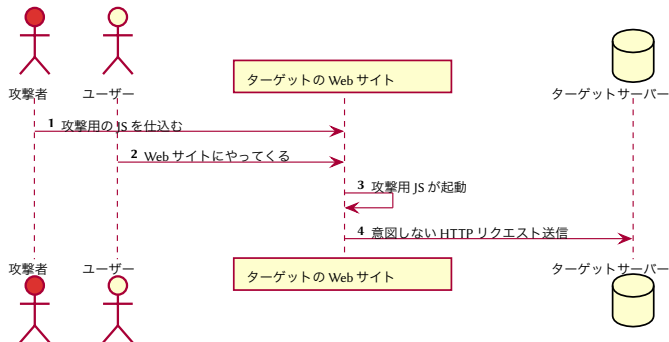 攻撃者
ユーザー
ターゲットの Web サイト
ターゲットサーバー
1 攻撃用の JS を仕込む
2 Web サイトにやってくる
3 攻撃用 JS が起動
4 意図しない HTTP リクエスト送信
攻撃者
ユーザー
ターゲットの Web サイト
ターゲットサーバー